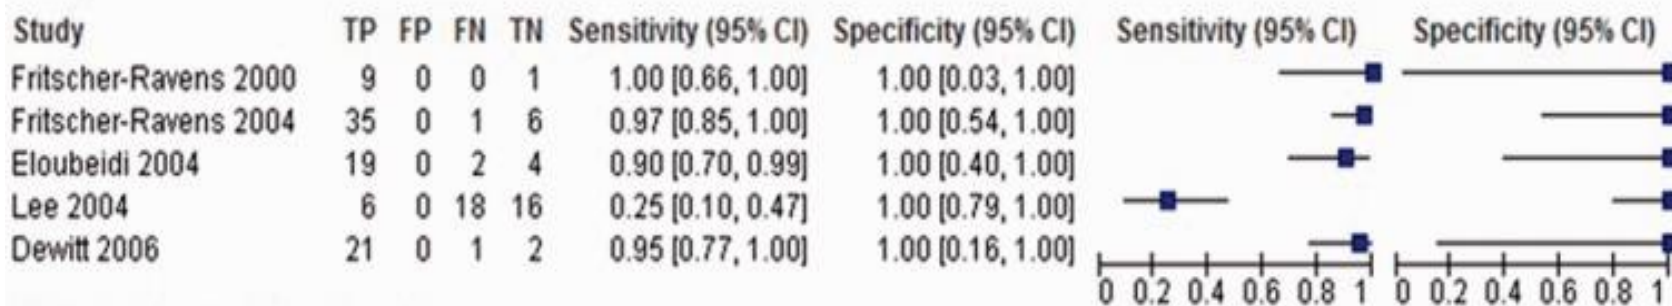 Study TP FP FN TN Sensitivity (95% CI) Specificity (95% CI) Sensitivity (95% CI) Specificity (95% CI)
Fritscher-Ravens 2000 9 0 0 1 1.00 [0.66, 1.00] 1.00 [0.03, 1.00]
Fritscher-Ravens 2004 35 0 1 6 0.97 [0.85, 1.00] 1.00 [0.54, 1.00]
Eloubeidi 2004 19 0 2 4 0.90 [0.70, 0.99] 1.00 [0.40, 1.00]
Lee 2004 6 0 18 16 0.25 [0.10, 0.47] 1.00 [0.79, 1.00]
Dewitt 2006 21 0 1 2 0.95 [0.77, 1.00] 1.00 [0.16, 1.00]
0 0.2 0.4 0.6 0.8 1 0 0.2 0.4 0.6 0.8 1